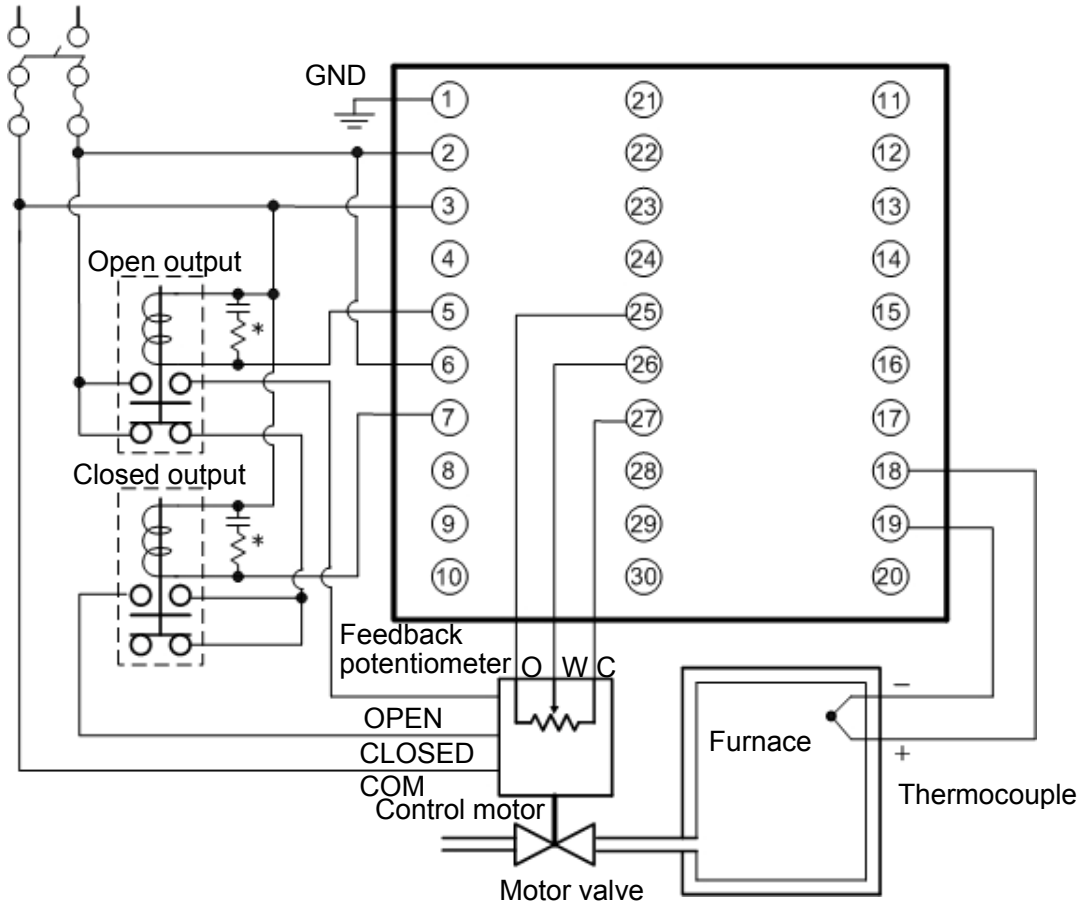 GND
1 21 11
2 22 12
3 23 13
4 24 14
Open output
5 25 15
*
6 26 16
7 27 17
Closed output
8 28 18
9 29 19
*
10 30 20
Feedback
potentiometer O W C
−
OPEN
Furnace
CLOSED
+
COM
Thermocouple
Control motor
Motor valve